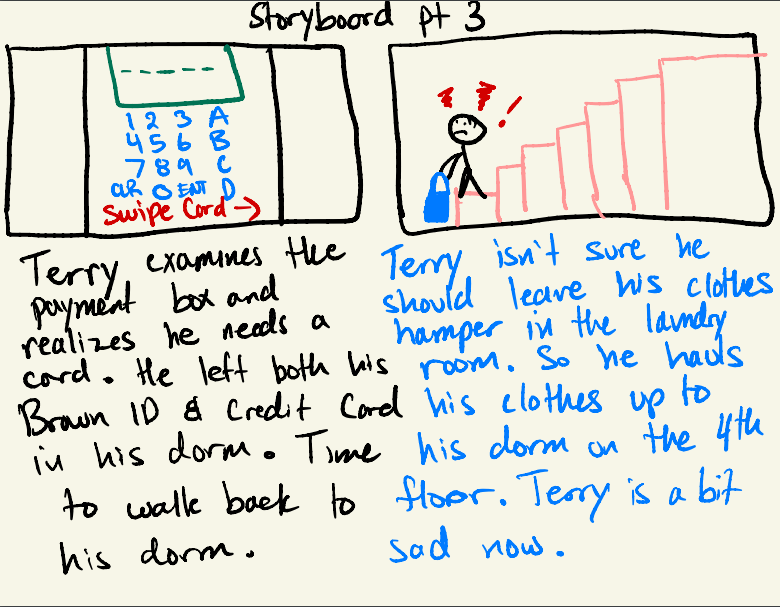 Storyboard pt 3
- - - - -
1 2 3 A
4 5 6 B
7 8 9 C
CLR 0 ENT D
Swipe Card →
!
Terry examines the
payment box and
realizes he needs a
card. He left both his
Brown ID & Credit Card
in his dorm. Time
to walk back to
his dorm.
Terry isn't sure he
should leave his clothes
hamper in the laundry
room. So he hauls
his clothes up to
his dorm on the 4th
floor. Terry is a bit
sad now.